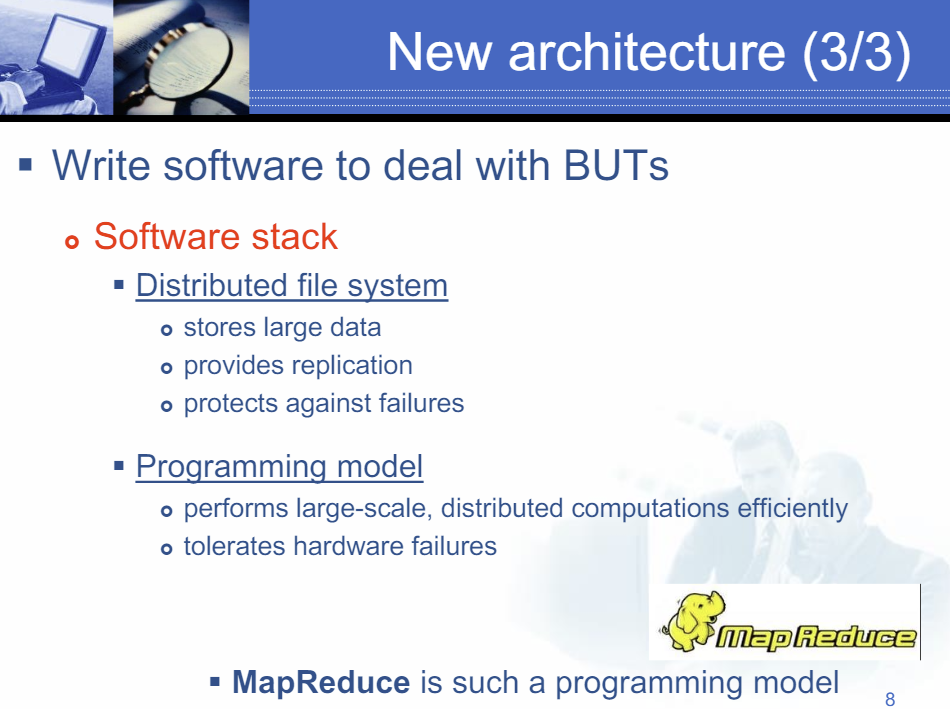 New architecture (3/3)
Write software to deal with BUTs
Software stack
Distributed file system
stores large data
provides replication
protects against failures
Programming model
performs large-scale, distributed computations efficiently
tolerates hardware failures
Map Reduce
MapReduce is such a programming model
8